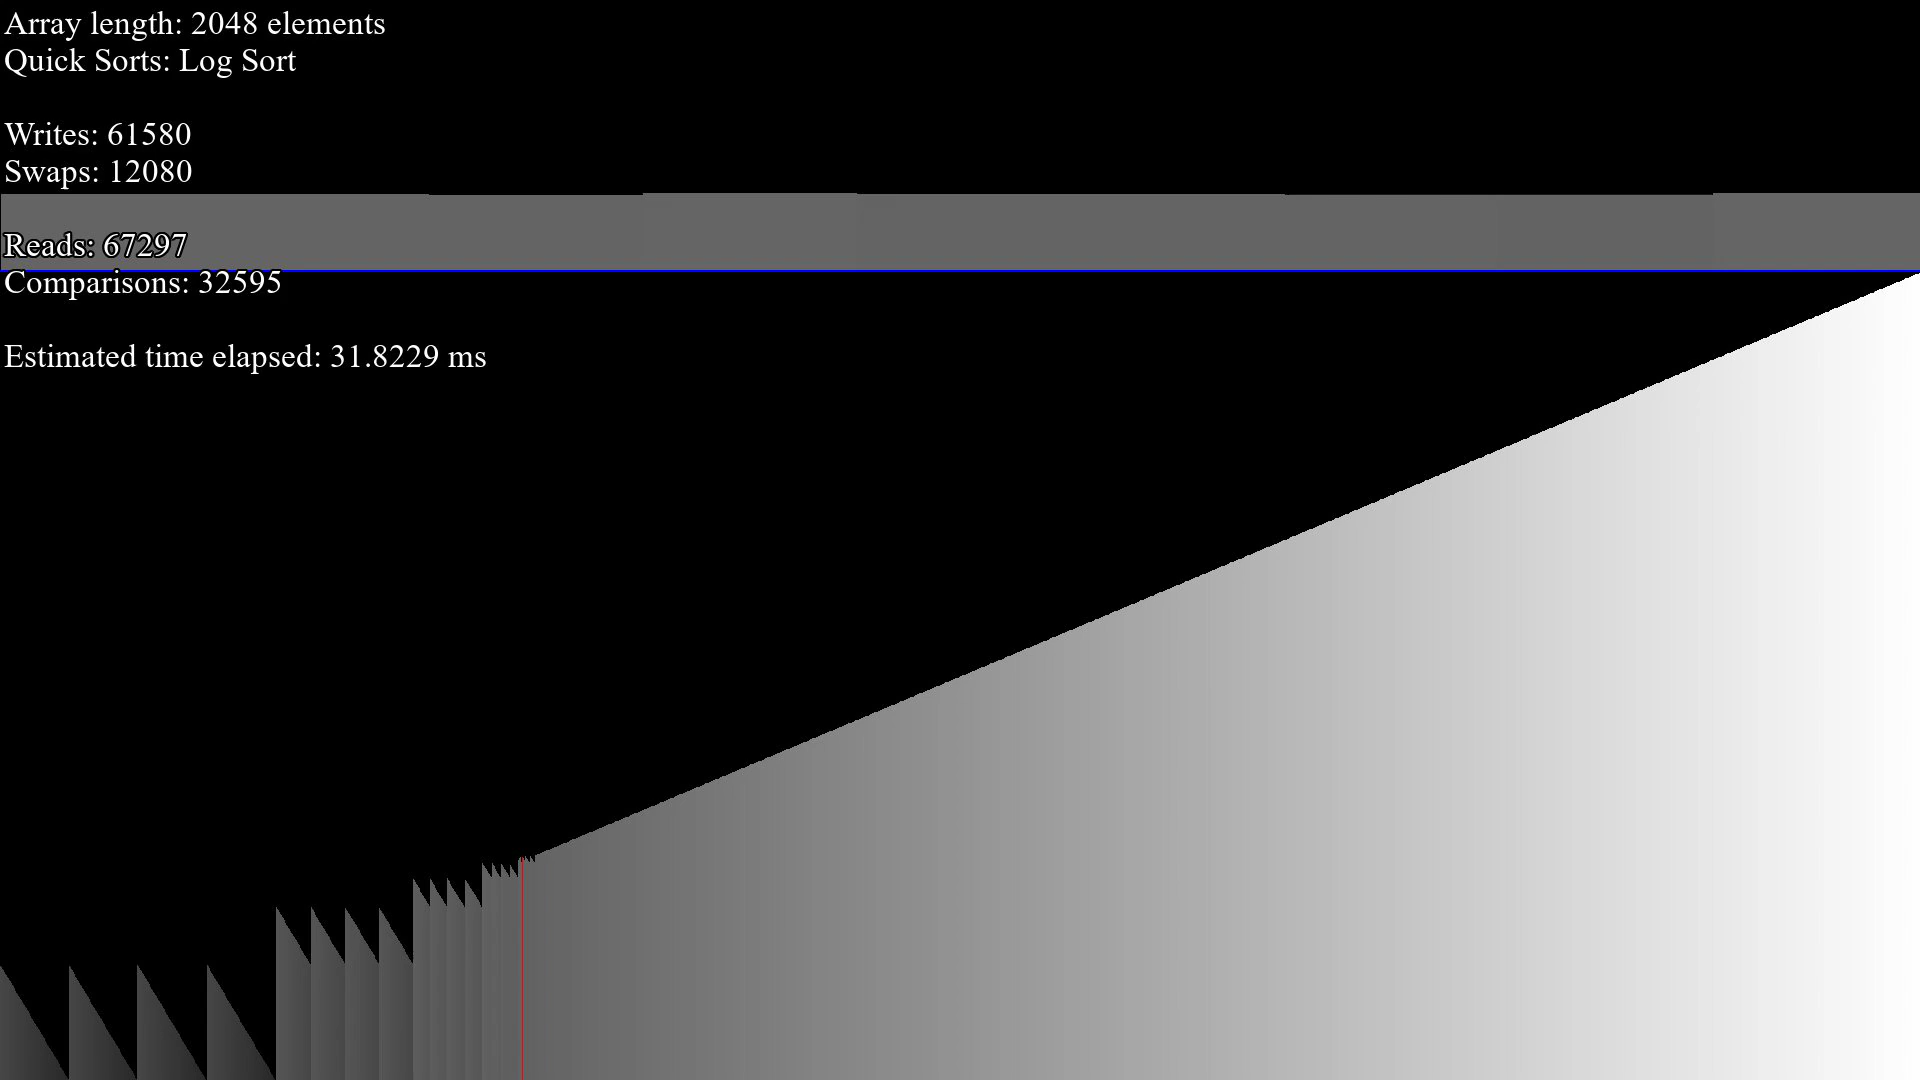 Array length: 2048 elements
Quick Sorts: Log Sort
Writes: 61580
Swaps: 12080
Reads: 67297
Comparisons: 32595
Estimated time elapsed: 31.8229 ms